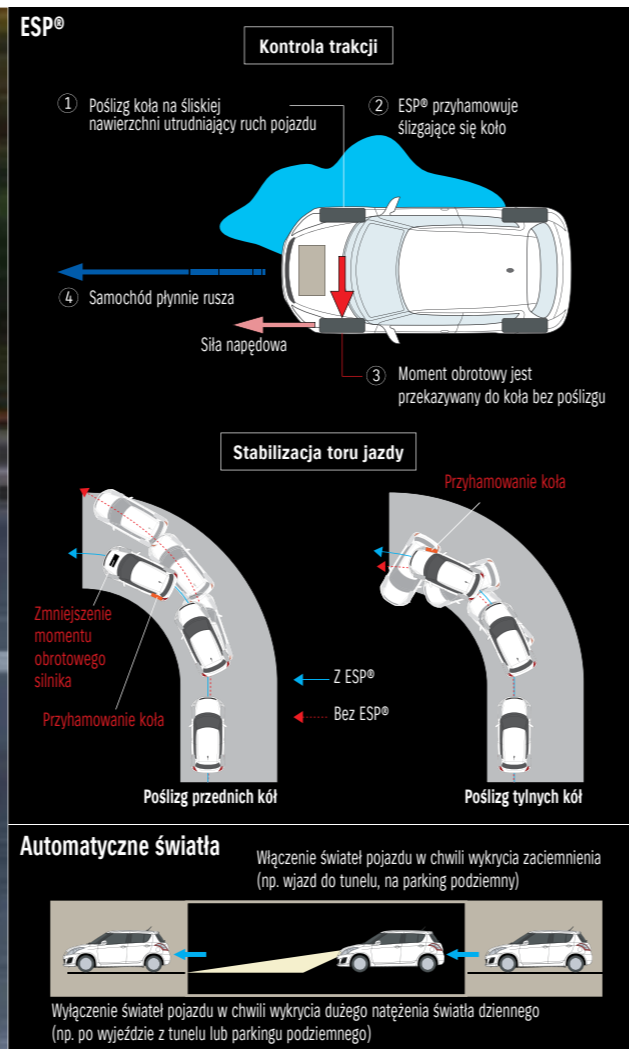 ESP®
Kontrola trakcji
1 Poślizg koła na śliskiej
nawierzchni utrudniający ruch pojazdu
2 ESP® przyhamowuje
ślizgające się koło
4 Samochód płynnie rusza
Siła napędowa
3 Moment obrotowy jest
przekazywany do koła bez poślizgu
Stabilizacja toru jazdy
Przyhamowanie koła
Zmniejszenie
momentu
obrotowego
silnika
Przyhamowanie koła
Z ESP®
Bez ESP®
Poślizg przednich kół
Poślizg tylnych kół
Automatyczne światła
Włączenie świateł pojazdu w chwili wykrycia zaciemnienia
(np. wjazd do tunelu, na parking podziemny)
Wyłączenie świateł pojazdu w chwili wykrycia dużego natężenia światła dziennego
(np. po wyjeździe z tunelu lub parkingu podziemnego)